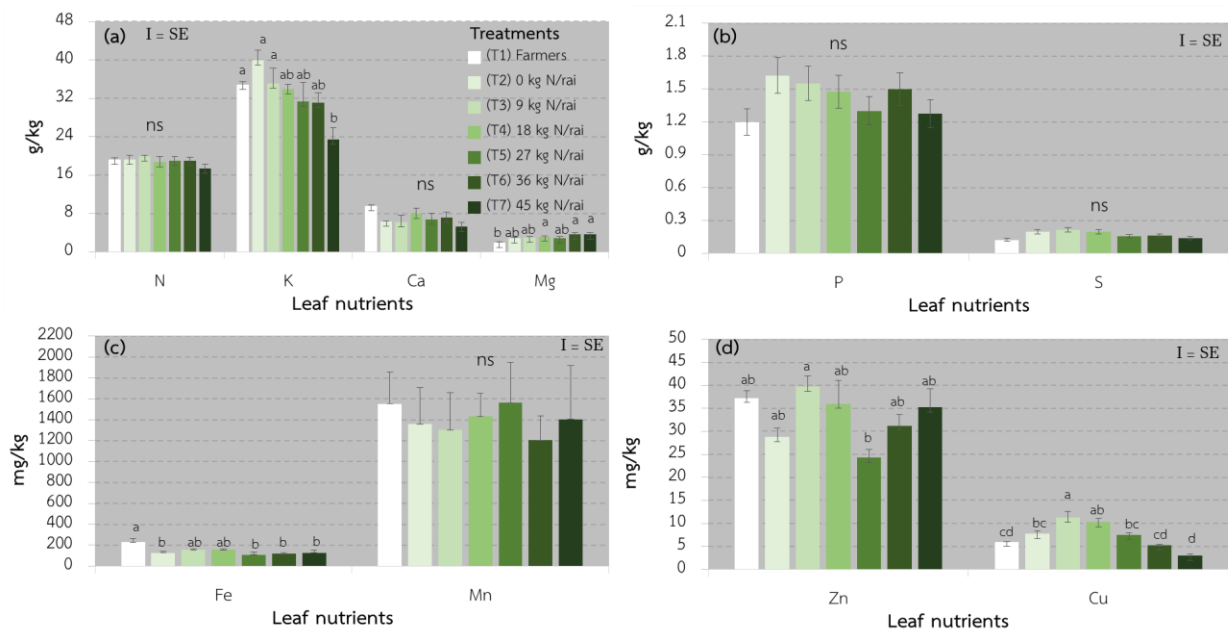 (a)
I = SE
g/kg
48
40
32
24
16
8
0
a
a
a
ab
ab
ab
b
ns
ns
b
ab
ab
a
ab
a
a
N
K
Ca
Mg
Leaf nutrients
Treatments
(T1) Farmers
(T2) 0 kg N/rai
(T3) 9 kg N/rai
(T4) 18 kg N/rai
(T5) 27 kg N/rai
(T6) 36 kg N/rai
(T7) 45 kg N/rai
(b)
I = SE
g/kg
2.1
1.8
1.5
1.2
0.9
0.6
0.3
0
ns
ns
P
S
Leaf nutrients
(c)
I = SE
mg/kg
2200
2000
1800
1600
1400
1200
1000
800
600
400
200
0
a
b
ab
ab
b
b
b
ns
Fe
Mn
Leaf nutrients
(d)
I = SE
mg/kg
50
45
40
35
30
25
20
15
10
5
0
ab
ab
a
ab
b
ab
ab
cd
bc
a
ab
bc
cd
d
Zn
Cu
Leaf nutrients